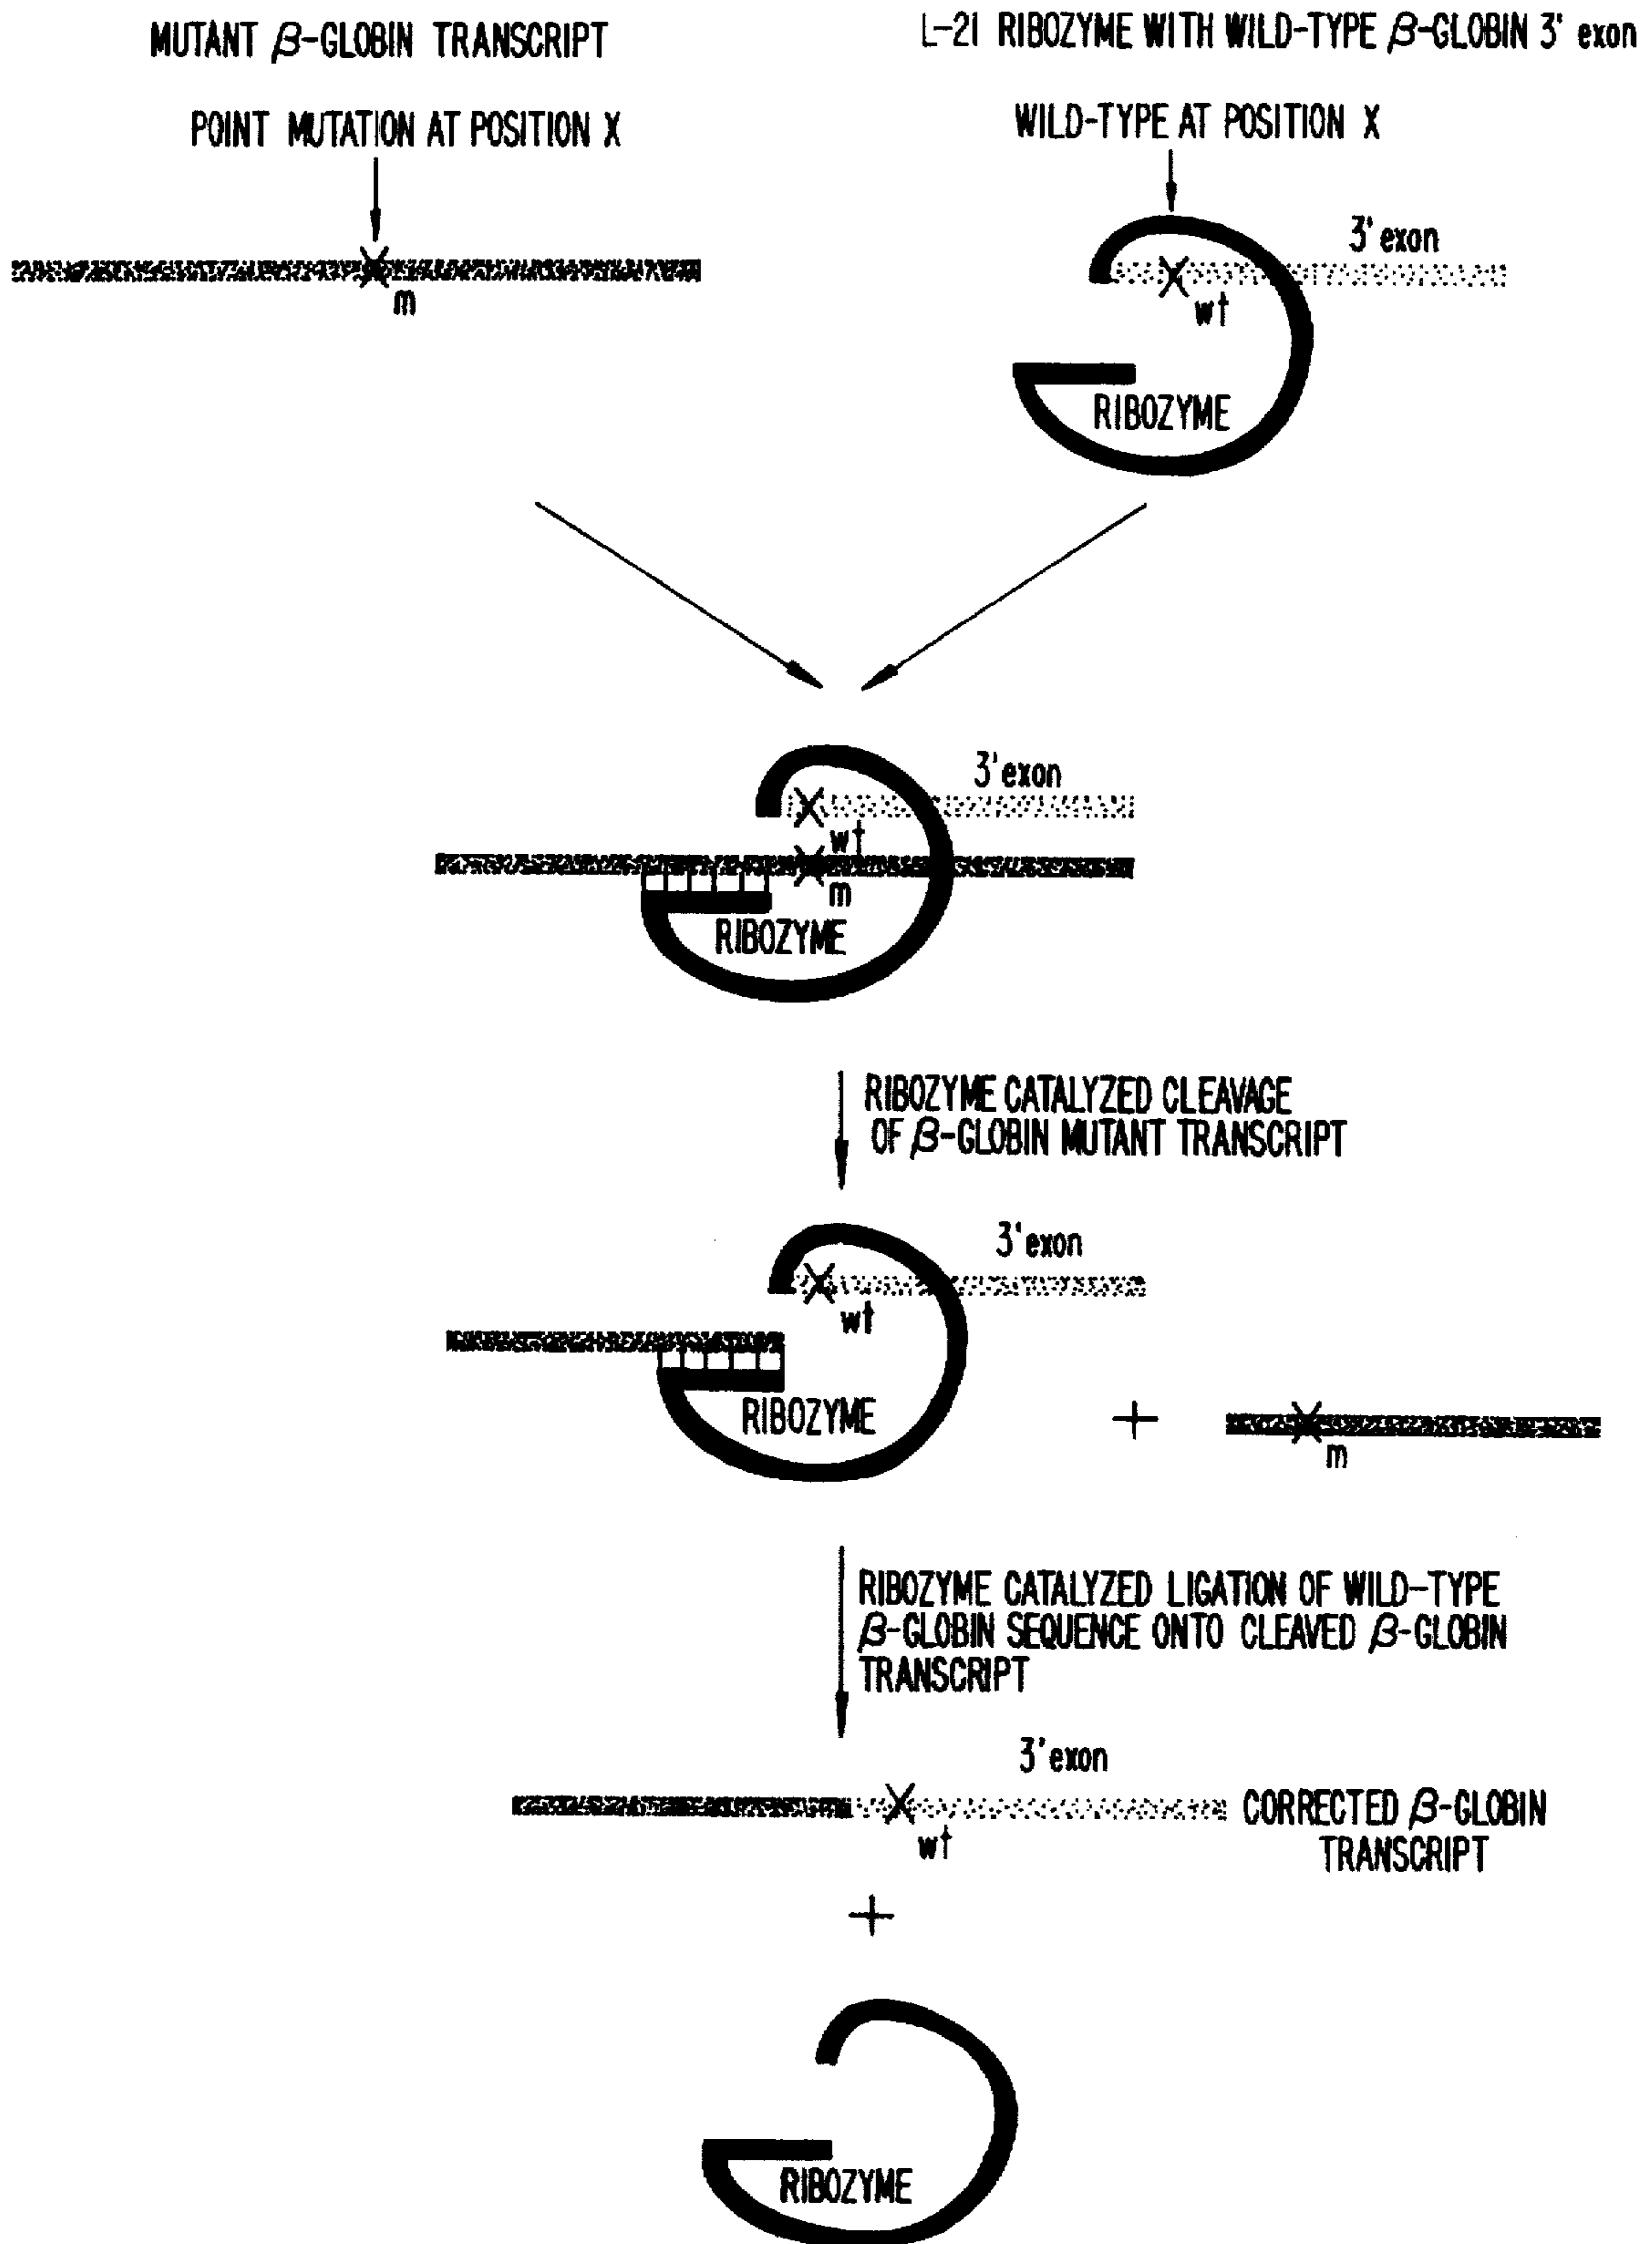 MUTANT β-GLOBIN TRANSCRIPT
L-21 RIBOZYME WITH WILD-TYPE β-GLOBIN 3' exon
POINT MUTATION AT POSITION X
WILD-TYPE AT POSITION X
3' exon
m
wt
RIBOZYME
3' exon
wt
m
RIBOZYME
RIBOZYME CATALYZED CLEAVAGE
OF β-GLOBIN MUTANT TRANSCRIPT
3' exon
wt
RIBOZYME
+
m
RIBOZYME CATALYZED LIGATION OF WILD-TYPE
β-GLOBIN SEQUENCE ONTO CLEAVED β-GLOBIN
TRANSCRIPT
3' exon
CORRECTED β-GLOBIN
TRANSCRIPT
wt
+
RIBOZYME